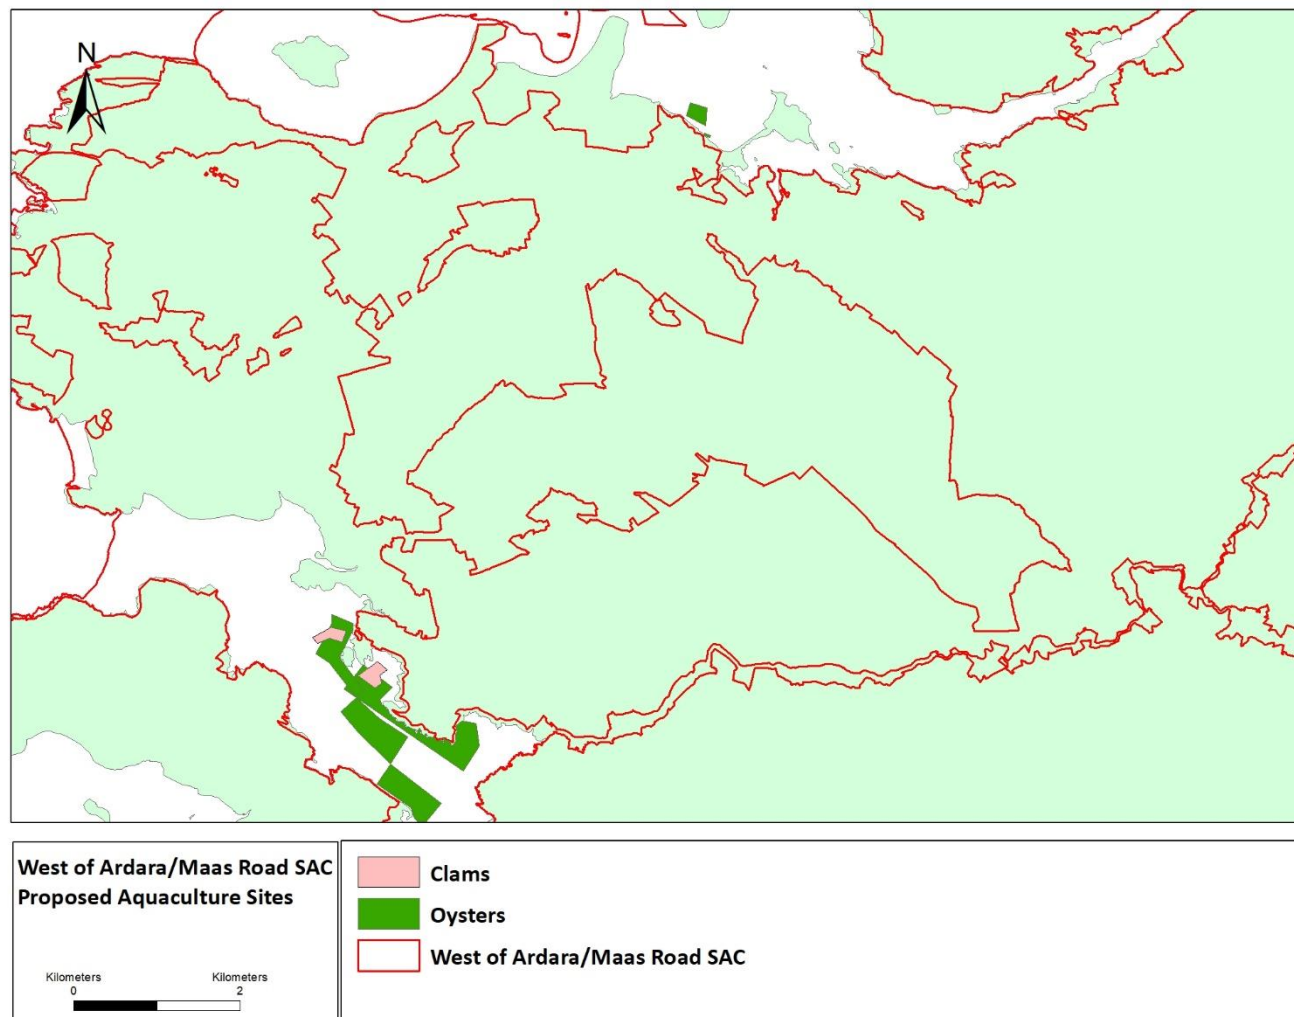 N
West of Ardara/Maas Road SAC
Proposed Aquaculture Sites
Kilometers Kilometers
0 2
Clams
Oysters
West of Ardara/Maas Road SAC